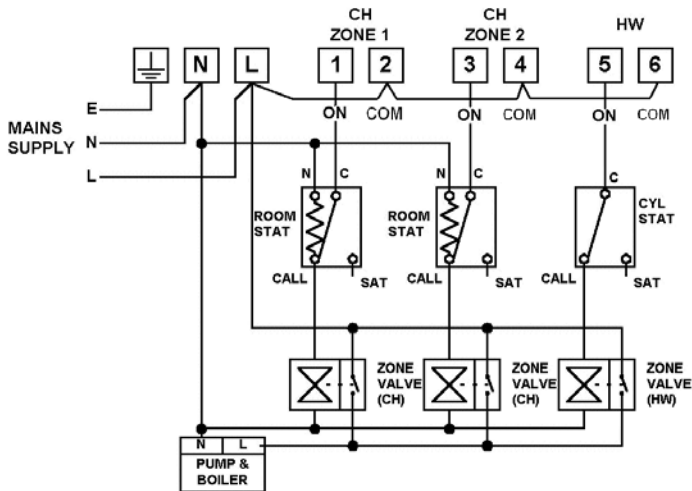 CH
ZONE 1
CH
ZONE 2
HW
N
L
1
2
3
4
5
6
E
ON
COM
ON
COM
ON
COM
MAINS
SUPPLY
N
L
N
C
N
C
C
ROOM
STAT
ROOM
STAT
CYL
STAT
CALL
SAT
CALL
SAT
CALL
SAT
ZONE
VALVE
(CH)
ZONE
VALVE
(CH)
ZONE
VALVE
(HW)
N
L
PUMP &
BOILER